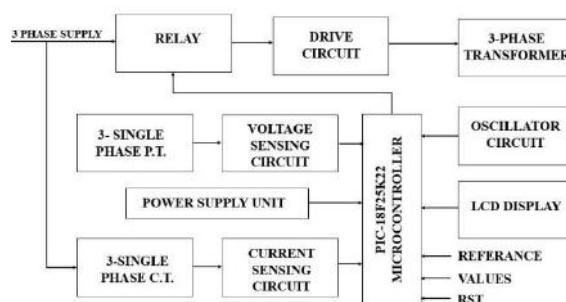 3 PHASE SUPPLY
RELAY
DRIVE
CIRCUIT
3-PHASE
TRANSFORMER
3- SINGLE
PHASE P.T.
VOLTAGE
SENSING
CIRCUIT
PIC-18F25K22
MICROCONTROLLER
OSCILLATOR
CIRCUIT
POWER SUPPLY UNIT
LCD DISPLAY
3-SINGLE
PHASE C.T.
CURRENT
SENSING
CIRCUIT
REFERANCE
VALUES
RST